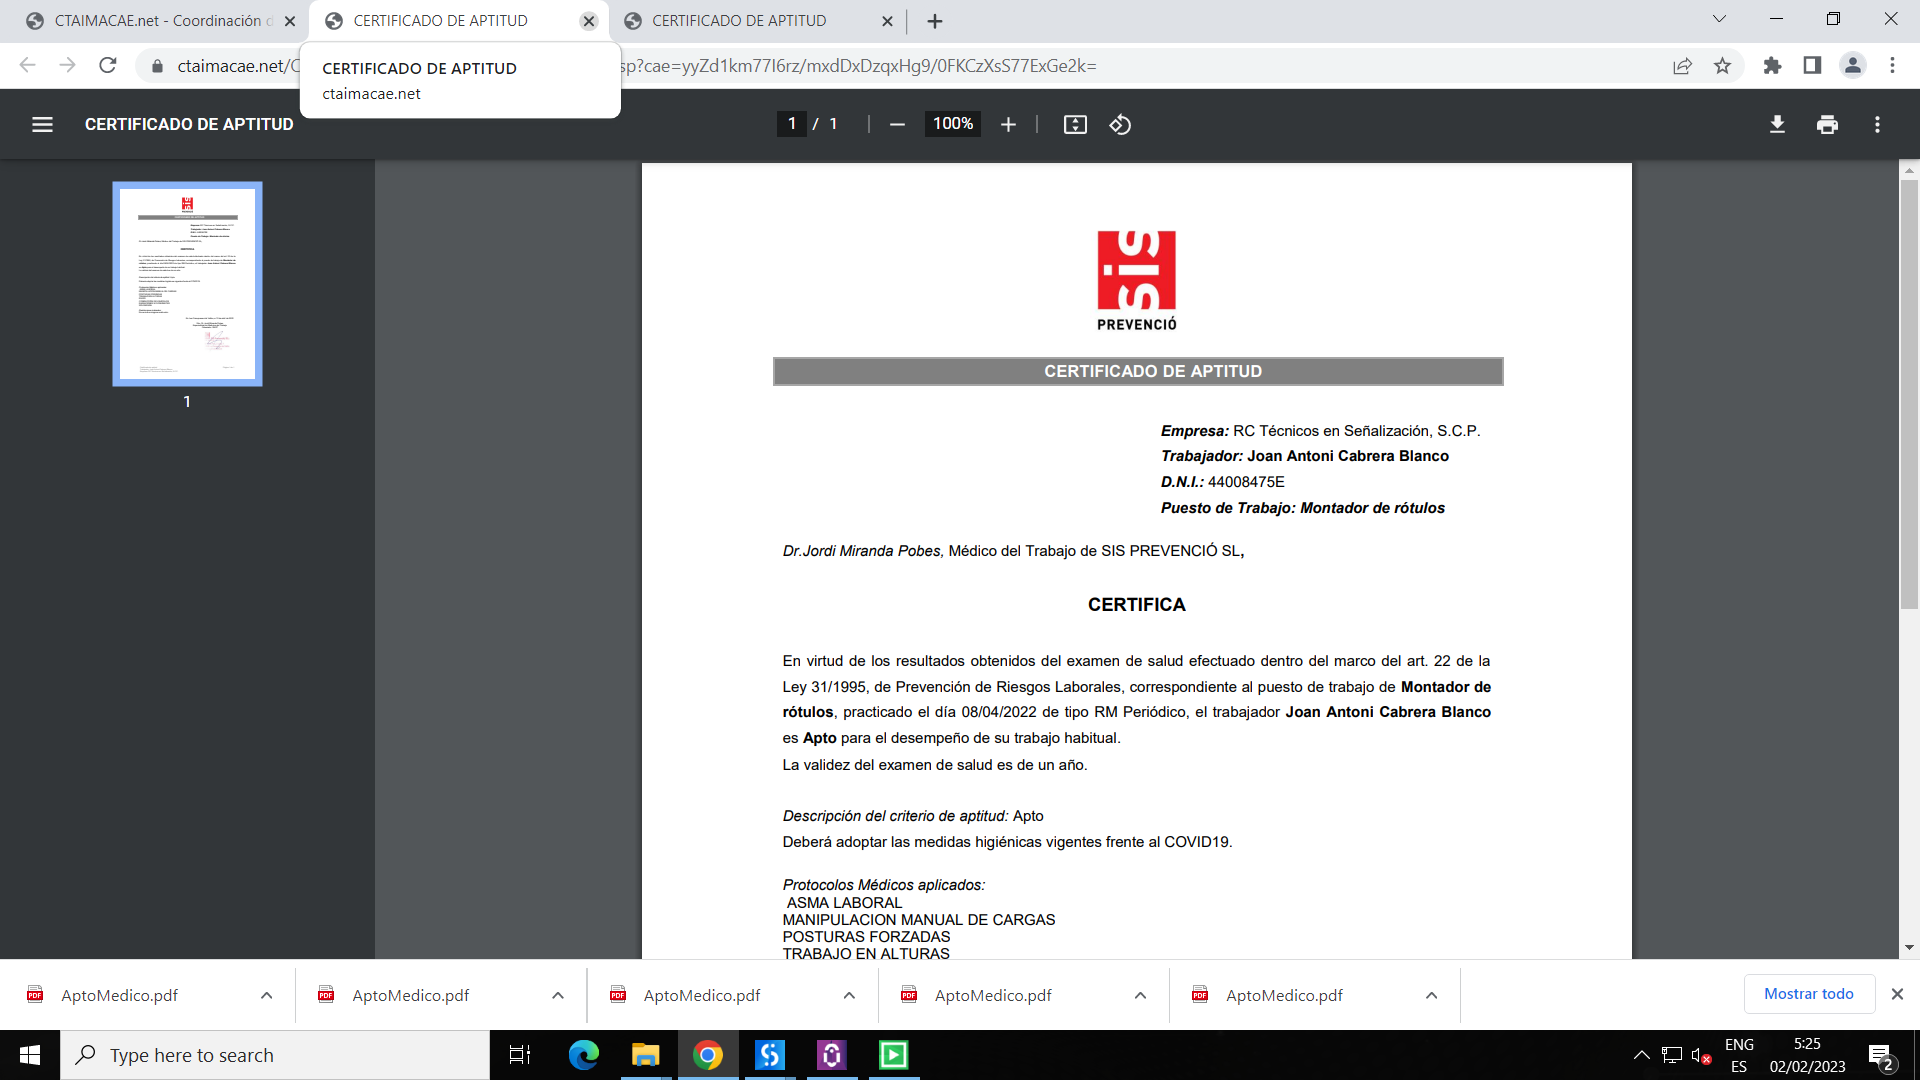 CTAIMACAE.net - Coordinación d
CERTIFICADO DE APTITUD
CERTIFICADO DE APTITUD
ctaimacae.net/C
sp?cae=yyZd1km77I6rz/mxdDxDzqxHg9/0FKCzXsS77ExGe2k=
CERTIFICADO DE APTITUD
ctaimacae.net
CERTIFICADO DE APTITUD
1 / 1
100%
1
sis
sis
sis
PREVENCIÓ
CERTIFICADO DE APTITUD
Empresa: RC Técnicos en Señalización, S.C.P.
Trabajador: Joan Antoni Cabrera Blanco
D.N.I.: 44008475E
Puesto de Trabajo: Montador de rótulos
Dr.Jordi Miranda Pobes, Médico del Trabajo de SIS PREVENCIÓ SL,
CERTIFICA
En virtud de los resultados obtenidos del examen de salud efectuado dentro del marco del art. 22 de la
Ley 31/1995, de Prevención de Riesgos Laborales, correspondiente al puesto de trabajo de Montador de
rótulos, practicado el día 08/04/2022 de tipo RM Periódico, el trabajador Joan Antoni Cabrera Blanco
es Apto para el desempeño de su trabajo habitual.
La validez del examen de salud es de un año.
Descripción del criterio de aptitud: Apto
Deberá adoptar las medidas higiénicas vigentes frente al COVID19.
Protocolos Médicos aplicados:
ASMA LABORAL
MANIPULACION MANUAL DE CARGAS
POSTURAS FORZADAS
TRABAJO EN ALTURAS
AptoMedico.pdf
AptoMedico.pdf
AptoMedico.pdf
AptoMedico.pdf
AptoMedico.pdf
Mostrar todo
Type here to search
ENG
ES
5:25
02/02/2023
2